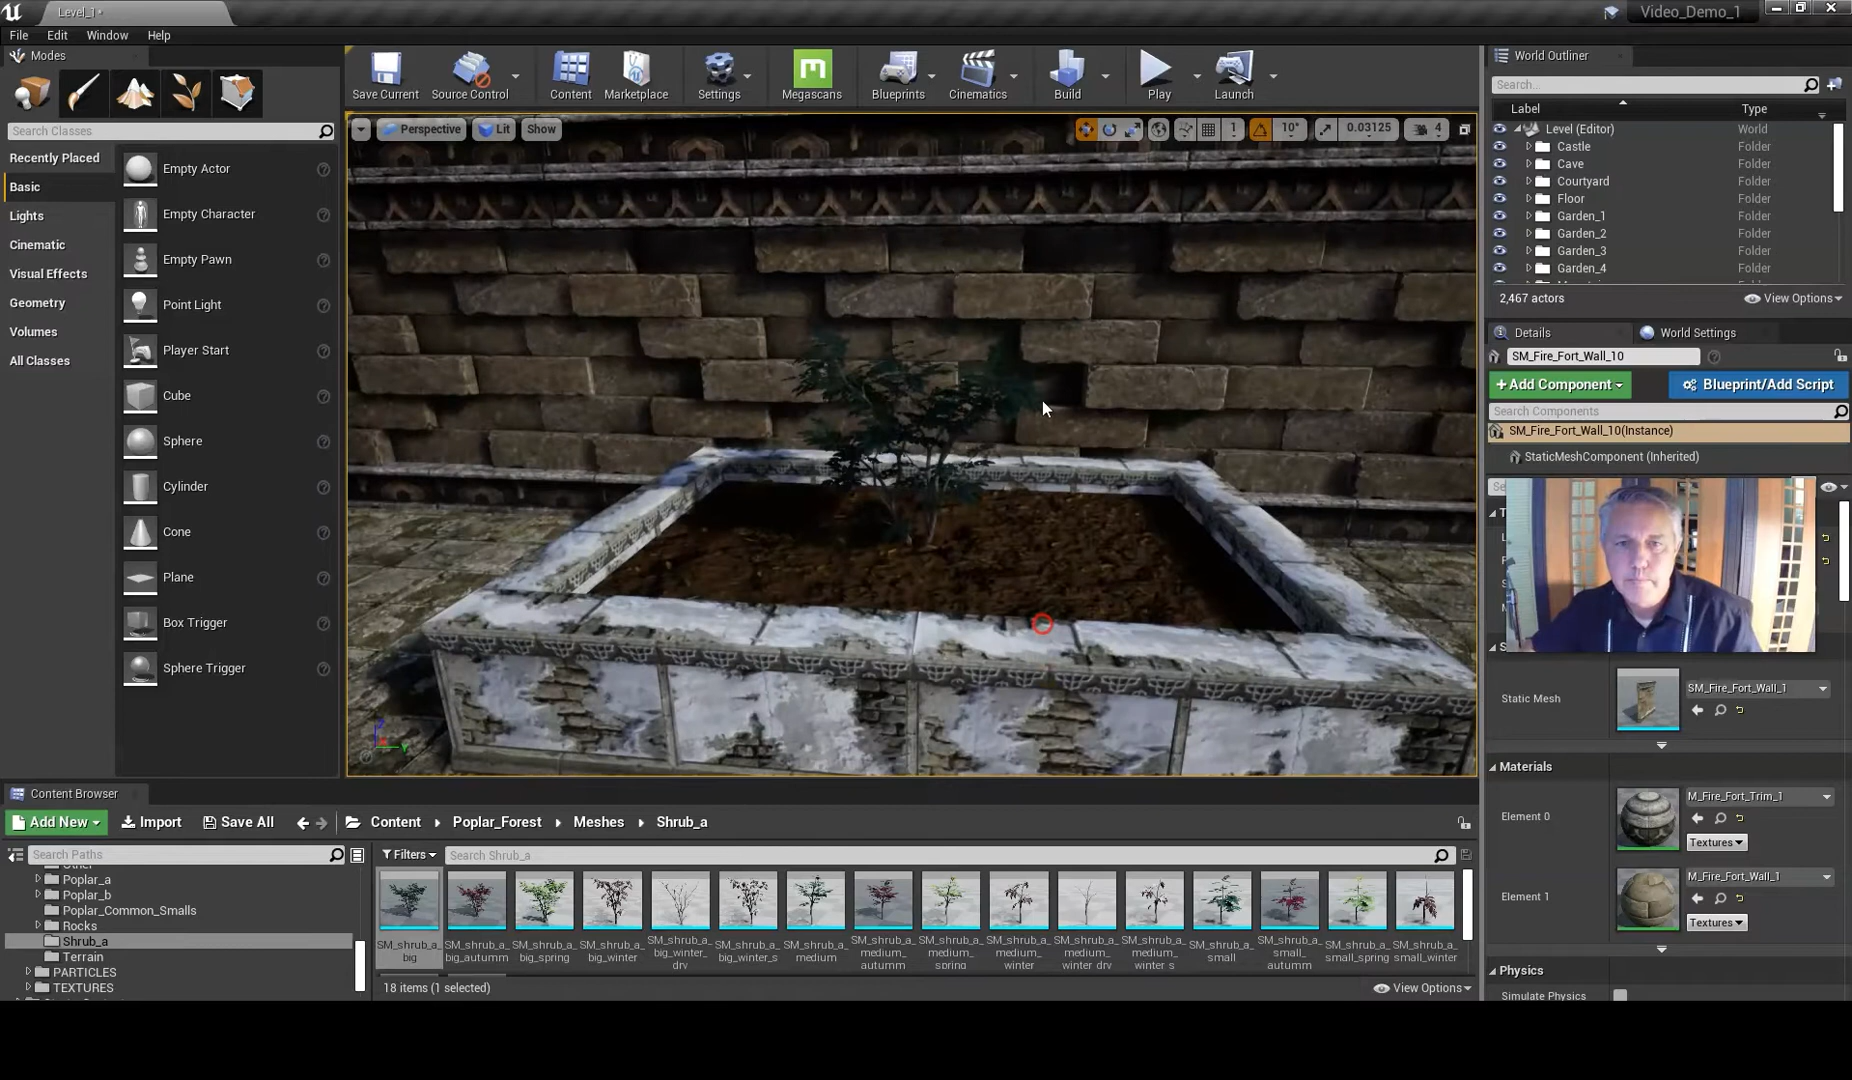 Level_1*
Video_Demo_1
File Edit Window Help
Modes
Search Classes
Recently Placed
Basic
Lights
Cinematic
Visual Effects
Geometry
Volumes
All Classes
Empty Actor
Empty Character
Empty Pawn
Point Light
Player Start
Cube
Sphere
Cylinder
Cone
Plane
Box Trigger
Sphere Trigger
Save Current
Source Control
Content
Marketplace
Settings
Megascans
Blueprints
Cinematics
Build
Play
Launch
Perspective Lit Show
1 10° 0.03125 4
World Outliner
Search...
Label Type
Level (Editor) World
Castle Folder
Cave Folder
Courtyard Folder
Floor Folder
Garden_1 Folder
Garden_2 Folder
Garden_3 Folder
Garden_4 Folder
2,467 actors
View Options
Details
World Settings
SM_Fire_Fort_Wall_10
+Add Component
Blueprint/Add Script
Search Components
SM_Fire_Fort_Wall_10(Instance)
StaticMeshComponent (Inherited)
Static Mesh
SM_Fire_Fort_Wall_1
Materials
Element 0
M_Fire_Fort_Trim_1
Textures
Element 1
M_Fire_Fort_Wall_1
Textures
Physics
Simulate Physics
Content Browser
Add New
Import
Save All
Content
Poplar_Forest
Meshes
Shrub_a
Search Paths
Poplar_a
Poplar_b
Poplar_Common_Smalls
Rocks
Shrub_a
Terrain
PARTICLES
TEXTURES
Filters
Search Shrub_a
SM_shrub_a_big
SM_shrub_a_big_autumm
SM_shrub_a_big_spring
SM_shrub_a_big_winter
SM_shrub_a_big_winter_dry
SM_shrub_a_big_winter_s
SM_shrub_a_medium
SM_shrub_a_medium_autumm
SM_shrub_a_medium_spring
SM_shrub_a_medium_winter
SM_shrub_a_medium_winter_dry
SM_shrub_a_medium_winter_s
SM_shrub_a_small
SM_shrub_a_small_autumm
SM_shrub_a_small_spring
SM_shrub_a_small_winter
18 items (1 selected)
View Options